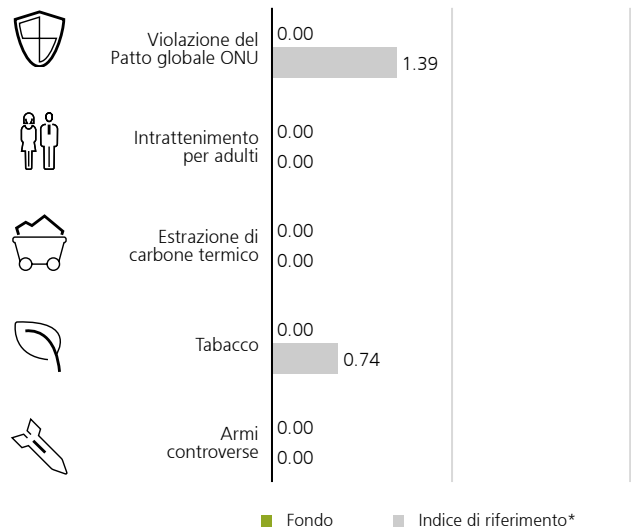 Violazione del
Patto globale ONU
0.00
1.39
Intrattenimento
per adulti
0.00
0.00
Estrazione di
carbone termico
0.00
0.00
Tabacco
0.00
0.74
Armi
controverse
0.00
0.00
Fondo
Indice di riferimento*